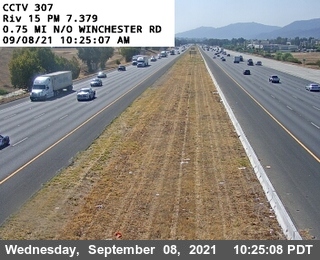 CCTV 307
Riv 15 PM 7.379
0.75 MI N/O WINCHESTER RD
09/08/21 10:25:07 AM
Wednesday, September 08, 2021 10:25:08 PDT